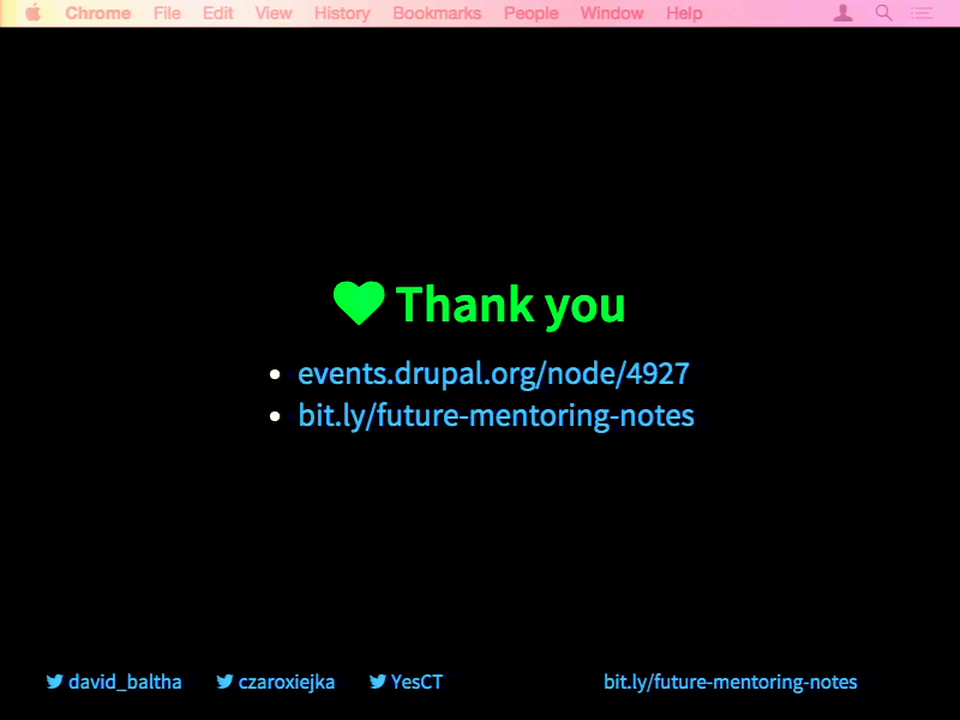 Chrome File Edit View History Bookmarks People Window Help
Thank you
events.drupal.org/node/4927
bit.ly/future-mentoring-notes
david_baltha czaroxiejka YesCT bit.ly/future-mentoring-notes